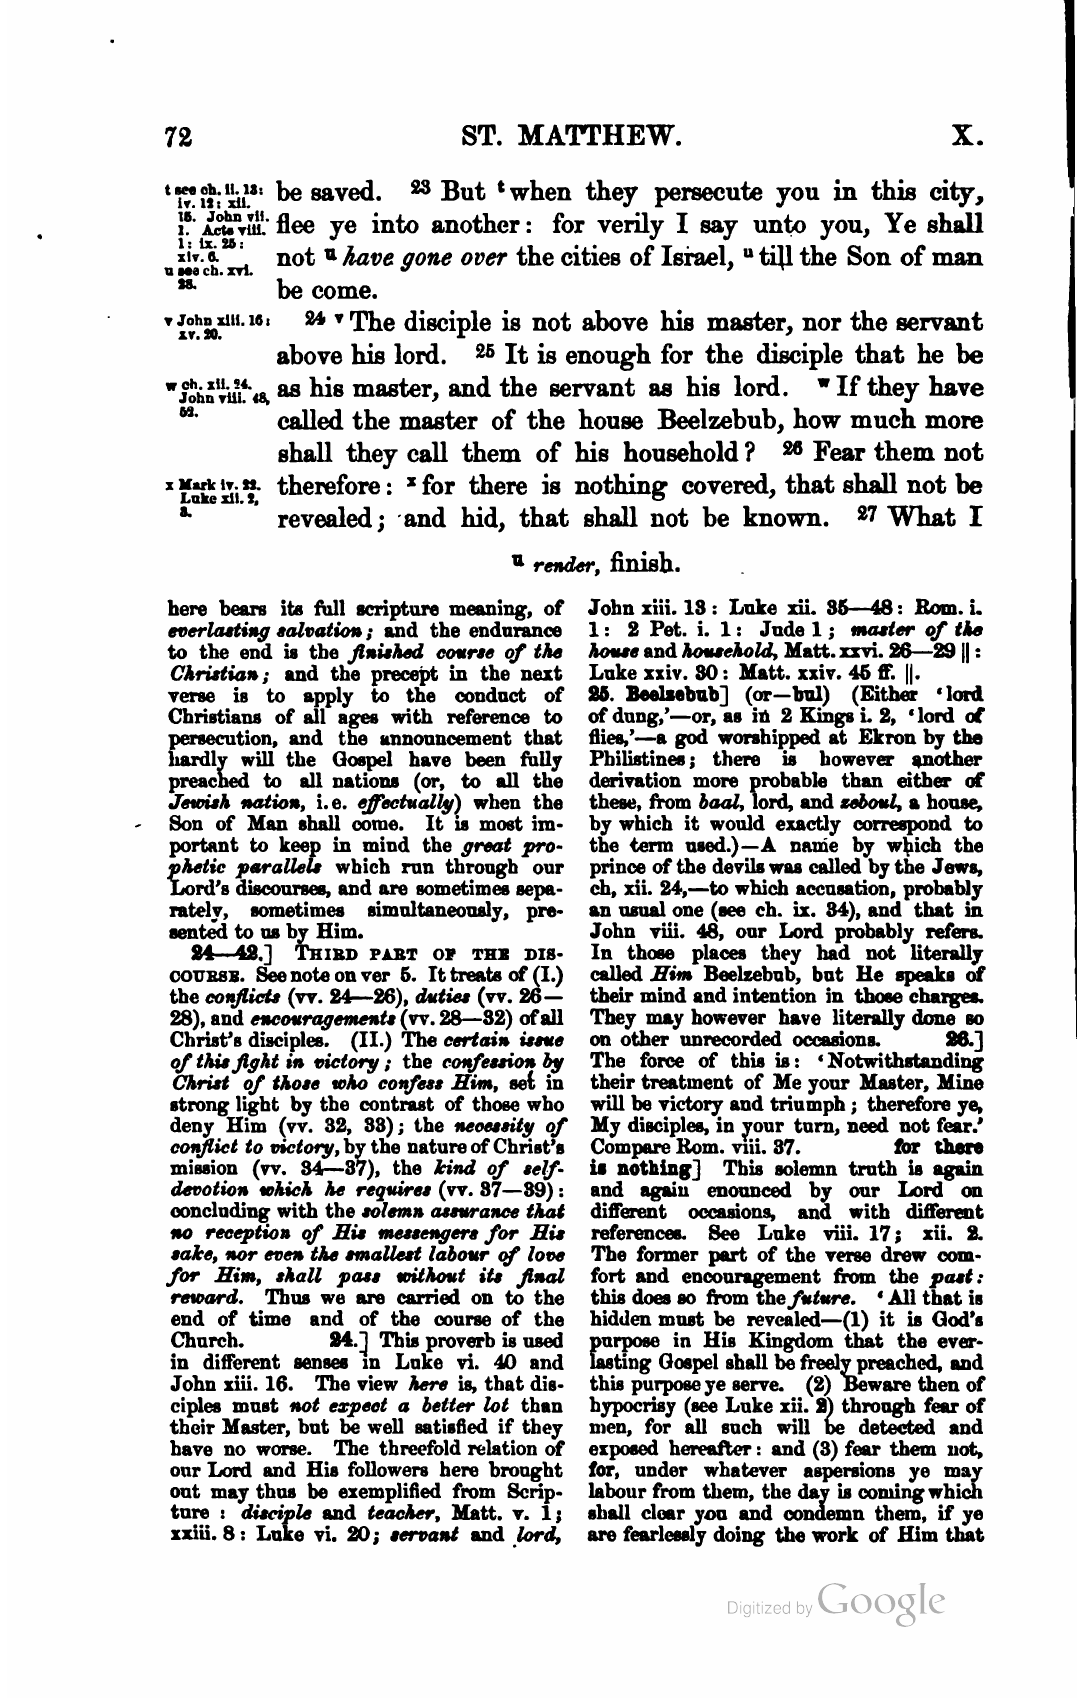 72 ST. MATTHEW. X.
t see ch. ii. 13:
iv. 12: xii.
15. John vii.
1. Acts viii.
1: ix. 25:
xiv. 6.
u see ch. xvi.
28.
be saved. 23 But t when they persecute you in this city,
flee ye into another: for verily I say unto you, Ye shall
not u have gone over the cities of Israel, u till the Son of man
be come.
v John xiii. 16:
xv. 20.
24 v The disciple is not above his master, nor the servant
above his lord. 25 It is enough for the disciple that he be
w ch. xii. 24.
John viii. 48,
52.
as his master, and the servant as his lord. w If they have
called the master of the house Beelzebub, how much more
shall they call them of his household? 26 Fear them not
x Mark iv. 22.
Luke xii. 2,
3.
therefore: x for there is nothing covered, that shall not be
revealed; and hid, that shall not be known. 27 What I
u render, finish.
here bears its full scripture meaning, of
everlasting salvation; and the endurance
to the end is the finished course of the
Christian; and the precept in the next
verse is to apply to the conduct of
Christians of all ages with reference to
persecution, and the announcement that
hardly will the Gospel have been fully
preached to all nations (or, to all the
Jewish nation, i.e. effectually) when the
Son of Man shall come. It is most im-
portant to keep in mind the great pro-
phetic parallels which run through our
Lord's discourses, and are sometimes sepa-
rately, sometimes simultaneously, pre-
sented to us by Him.
24—42.] THIRD PART OF THE DIS-
COURSE. See note on ver 5. It treats of (I.)
the conflicts (vv. 24—26), duties (vv. 26—
28), and encouragements (vv. 28—32) of all
Christ's disciples. (II.) The certain issue
of this fight in victory; the confession by
Christ of those who confess Him, set in
strong light by the contrast of those who
deny Him (vv. 32, 33); the necessity of
conflict to victory, by the nature of Christ's
mission (vv. 34—37), the kind of self-
devotion which he requires (vv. 37—39):
concluding with the solemn assurance that
no reception of His messengers for His
sake, nor even the smallest labour of love
for Him, shall pass without its final
reward. Thus we are carried on to the
end of time and of the course of the
Church. 24.] This proverb is used
in different senses in Luke vi. 40 and
John xiii. 16. The view here is, that dis-
ciples must not expect a better lot than
their Master, but be well satisfied if they
have no worse. The threefold relation of
our Lord and His followers here brought
out may thus be exemplified from Scrip-
ture : disciple and teacher, Matt. v. 1;
xxiii. 8: Luke vi. 20; servant and lord,
John xiii. 13: Luke xii. 35—48: Rom. i.
1: 2 Pet. i. 1: Jude 1; master of the
house and household, Matt. xxvi. 26—29 ||:
Luke xxiv. 30: Matt. xxiv. 45 ff. ||.
25. Beelzebub] (or—bul) (Either ‘lord
of dung,’—or, as in 2 Kings i. 2, ‘lord of
flies,’—a god worshipped at Ekron by the
Philistines; there is however another
derivation more probable than either of
these, from baal, lord, and zeboul, a house,
by which it would exactly correspond to
the term used.)—A name by which the
prince of the devils was called by the Jews,
ch, xii. 24,—to which accusation, probably
an usual one (see ch. ix. 34), and that in
John viii. 48, our Lord probably refers.
In those places they had not literally
called Him Beelzebub, but He speaks of
their mind and intention in those charges.
They may however have literally done so
on other unrecorded occasions. 26.]
The force of this is: ‘Notwithstanding
their treatment of Me your Master, Mine
will be victory and triumph; therefore ye,
My disciples, in your turn, need not fear.’
Compare Rom. viii. 37. for there
is nothing] This solemn truth is again
and again enounced by our Lord on
different occasions, and with different
references. See Luke viii. 17; xii. 2.
The former part of the verse drew com-
fort and encouragement from the past:
this does so from the future. ‘All that is
hidden must be revealed—(1) it is God's
purpose in His Kingdom that the ever-
lasting Gospel shall be freely preached, and
this purpose ye serve. (2) Beware then of
hypocrisy (see Luke xii. 2) through fear of
men, for all such will be detected and
exposed hereafter: and (3) fear them not,
for, under whatever aspersions ye may
labour from them, the day is coming which
shall clear you and condemn them, if ye
are fearlessly doing the work of Him that
Digitized by Google